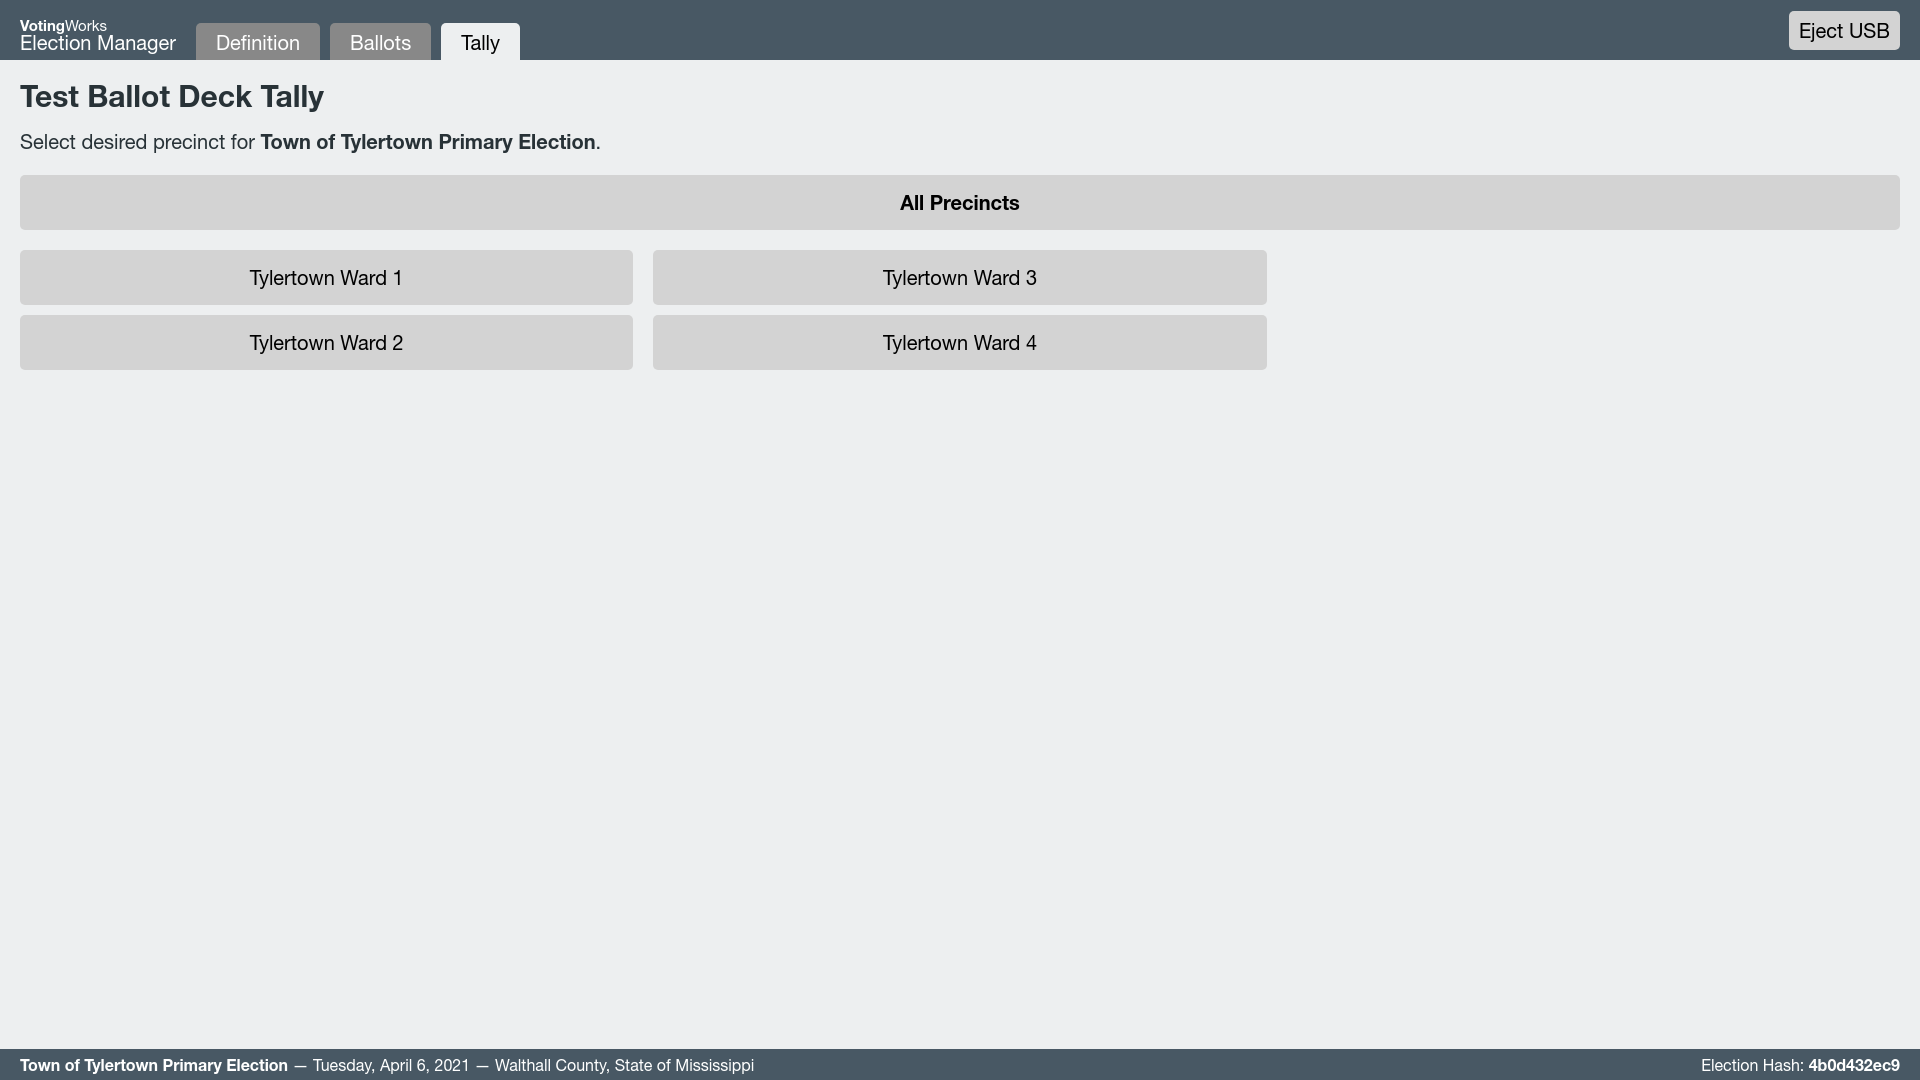 VotingWorks
Election Manager
Definition
Ballots
Tally
Eject USB
Test Ballot Deck Tally
Select desired precinct for Town of Tylertown Primary Election.
All Precincts
Tylertown Ward 1
Tylertown Ward 3
Tylertown Ward 2
Tylertown Ward 4
Town of Tylertown Primary Election — Tuesday, April 6, 2021 — Walthall County, State of Mississippi
Election Hash: 4b0d432ec9